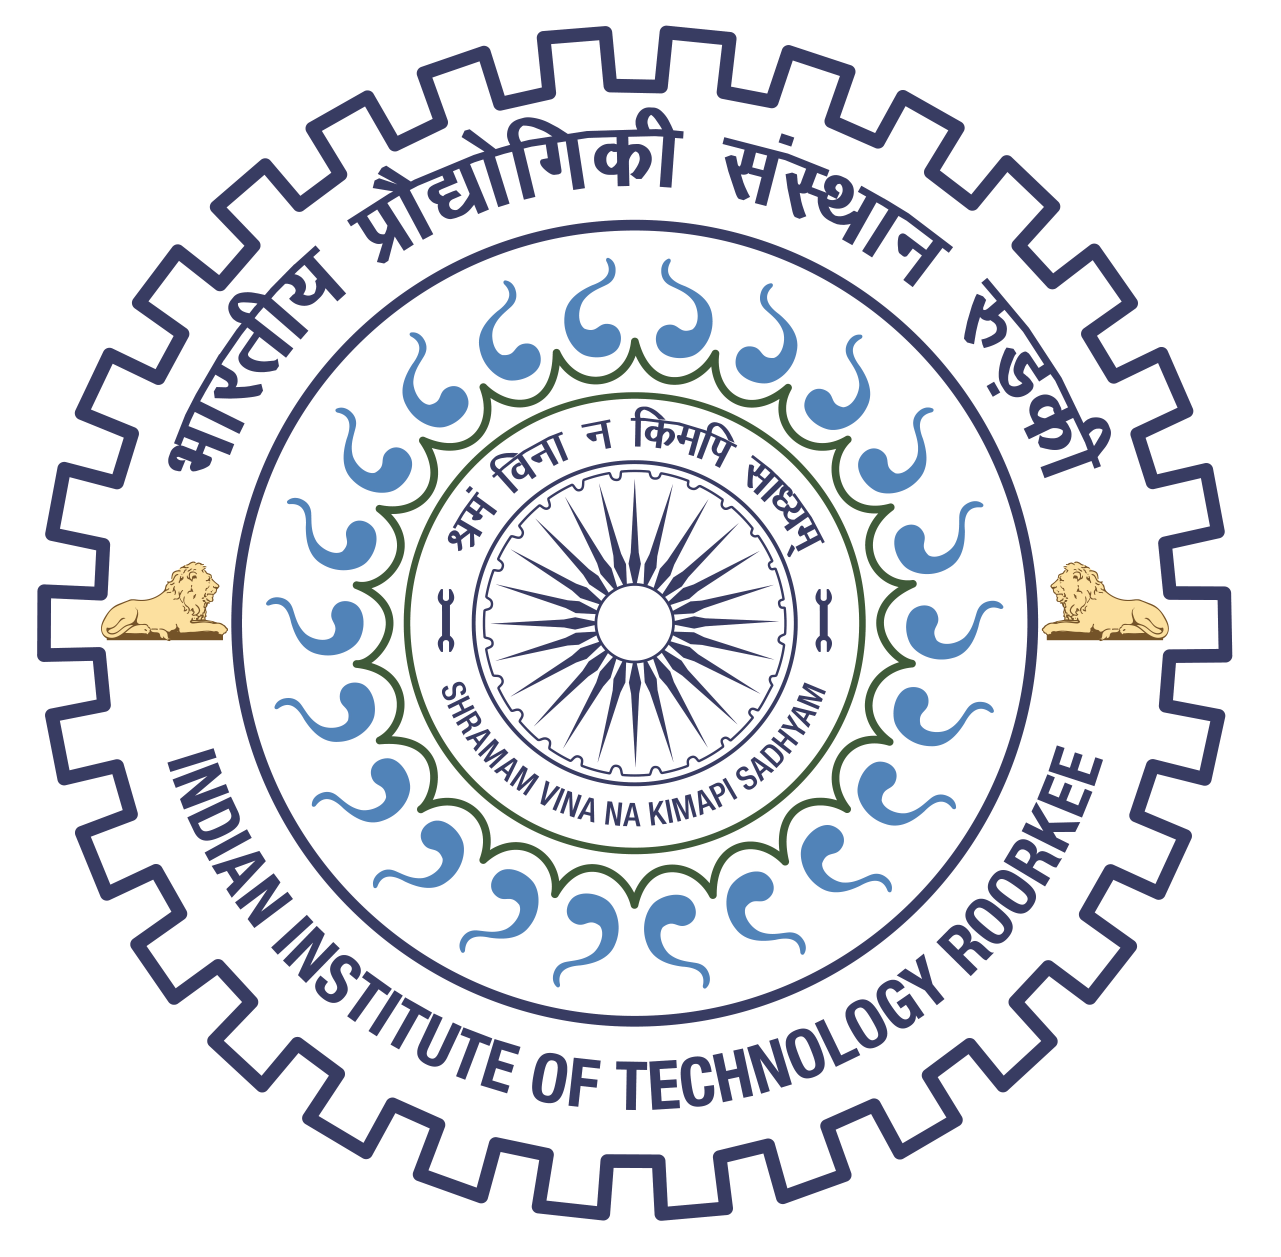 भारतीय प्रौद्योगिकी संस्थान रुड़की
श्रमं विना न किमपि साध्यम्
SHRAMAM VINA NA KIMAPI SADHYAM
INDIAN INSTITUTE OF TECHNOLOGY ROORKEE